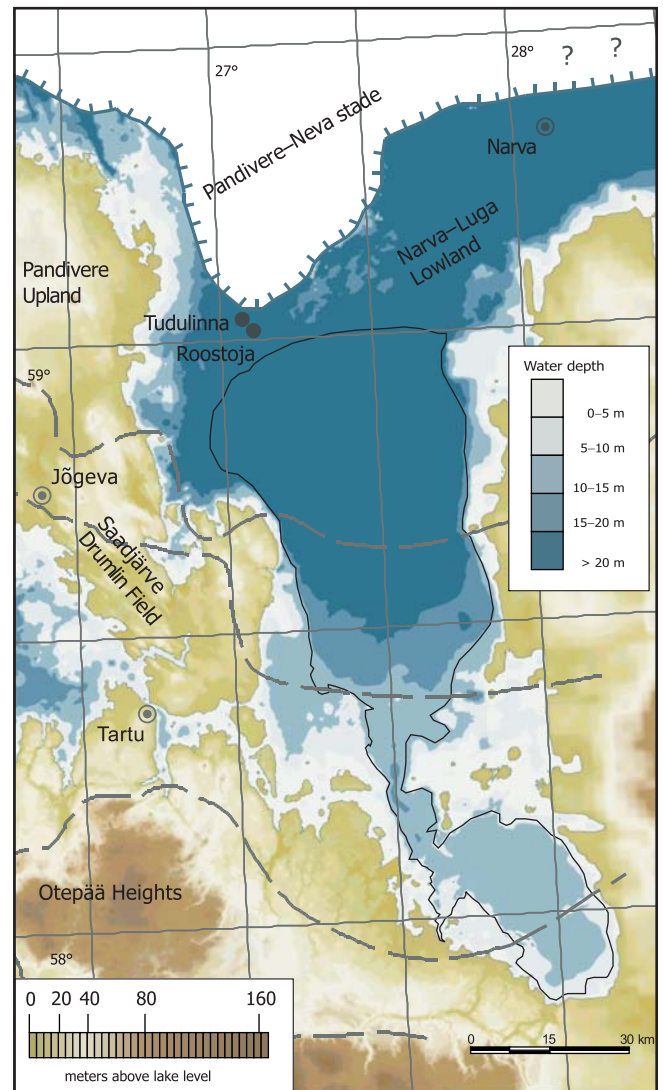 28°
?
?
27°
Pandivere–Neva stade
Narva
Narva–Luga
Lowland
Pandivere
Upland
Tudulinna
Roostoja
Water depth
0–5 m
5–10 m
10–15 m
15–20 m
> 20 m
59°
Jõgeva
Saadjärve
Drumlin Field
Tartu
Otepää Heights
58°
0 20 40 80 160
meters above lake level
0 15 30 km